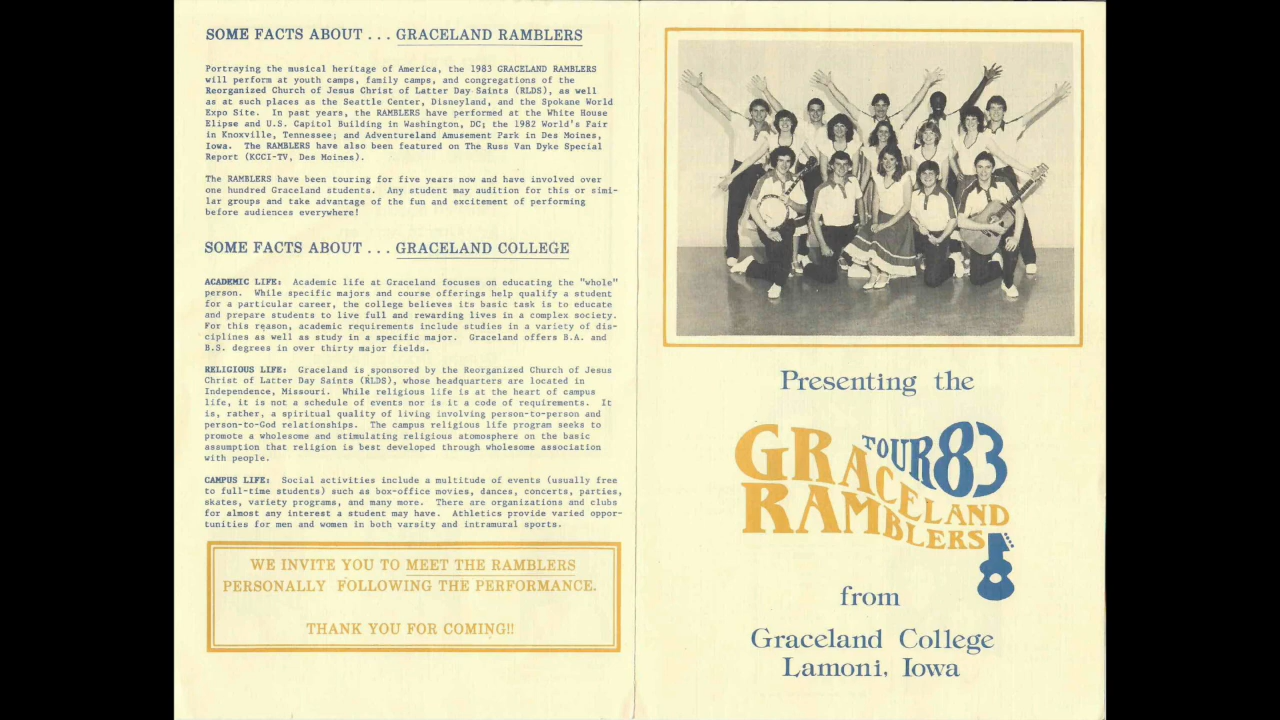 SOME FACTS ABOUT . . . GRACELAND RAMBLERS
Portraying the musical heritage of America, the 1983 GRACELAND RAMBLERS
will perform at youth camps, family camps, and congregations of the
Reorganized Church of Jesus Christ of Latter Day Saints (RLDS), as well
as at such places as the Seattle Center, Disneyland, and the Spokane World
Expo Site. In past years, the RAMBLERS have performed at the White House
Elipse and U.S. Capitol Building in Washington, DC; the 1982 World's Fair
in Knoxville, Tennessee; and Adventureland Amusement Park in Des Moines,
Iowa. The RAMBLERS have also been featured on The Russ Van Dyke Special
Report (KCCI-TV, Des Moines).
The RAMBLERS have been touring for five years now and have involved over
one hundred Graceland students. Any student may audition for this or simi-
lar groups and take advantage of the fun and excitement of performing
before audiences everywhere!
SOME FACTS ABOUT . . . GRACELAND COLLEGE
ACADEMIC LIFE: Academic life at Graceland focuses on educating the "whole"
person. While specific majors and course offerings help qualify a student
for a particular career, the college believes its basic task is to educate
and prepare students to live full and rewarding lives in a complex society.
For this reason, academic requirements include studies in a variety of dis-
ciplines as well as study in a specific major. Graceland offers B.A. and
B.S. degrees in over thirty major fields.
RELIGIOUS LIFE: Graceland is sponsored by the Reorganized Church of Jesus
Christ of Latter Day Saints (RLDS), whose headquarters are located in
Independence, Missouri. While religious life is at the heart of campus
life, it is not a schedule of events nor is it a code of requirements. It
is, rather, a spiritual quality of living involving person-to-person and
person-to-God relationships. The campus religious life program seeks to
promote a wholesome and stimulating religious atomosphere on the basic
assumption that religion is best developed through wholesome association
with people.
CAMPUS LIFE: Social activities include a multitude of events (usually free
to full-time students) such as box-office movies, dances, concerts, parties,
skates, variety programs, and many more. There are organizations and clubs
for almost any interest a student may have. Athletics provide varied oppor-
tunities for men and women in both varsity and intramural sports.
WE INVITE YOU TO MEET THE RAMBLERS
PERSONALLY FOLLOWING THE PERFORMANCE.
THANK YOU FOR COMING!!
Presenting the
TOUR 83
GRACELAND
RAMBLERS
from
Graceland College
Lamoni, Iowa